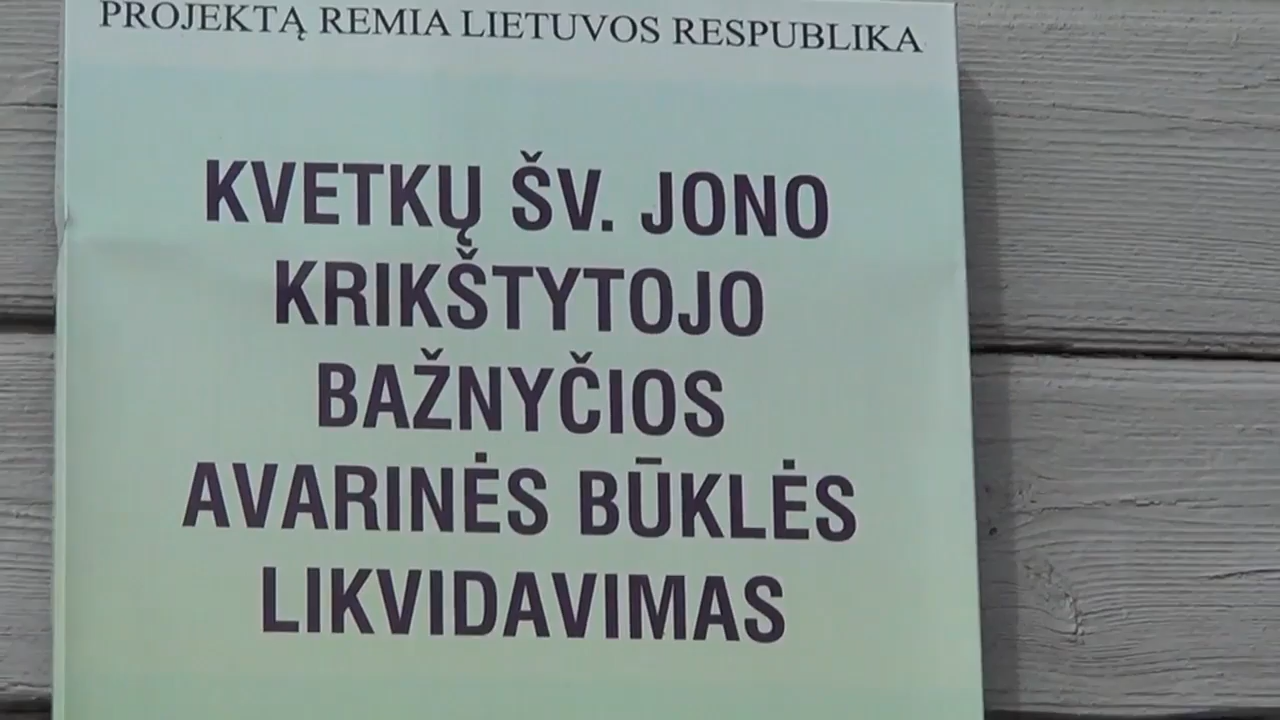 PROJEKTĄ REMIA LIETUVOS RESPUBLIKA
KVETKŲ ŠV. JONO
KRIKŠTYTOJO
BAŽNYČIOS
AVARINĖS BŪKLĖS
LIKVIDAVIMAS